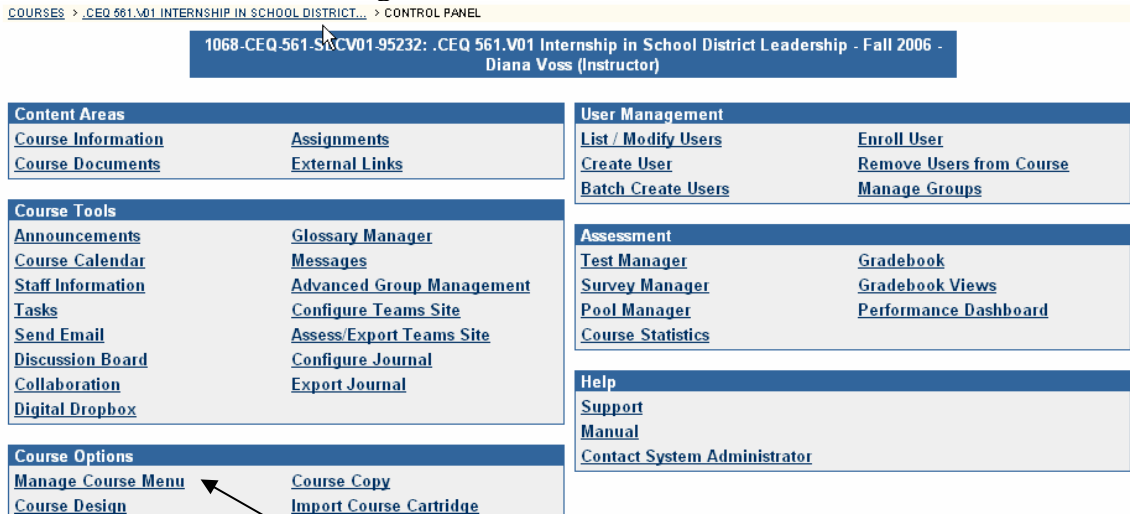 COURSES > .CEQ 561.V01 INTERNSHIP IN SCHOOL DISTRICT... > CONTROL PANEL
.CEQ 561.V01 Internship in School District Leadership - Fall 2006 -
Diana Voss (Instructor)
Content Areas
Course Information Assignments
Course Documents External Links
Course Tools
Announcements Glossary Manager
Course Calendar Messages
Staff Information Advanced Group Management
Tasks Configure Teams Site
Send Email Assess/Export Teams Site
Discussion Board Configure Journal
Collaboration Export Journal
Digital Dropbox
Course Options
Manage Course Menu Course Copy
Course Design Import Course Cartridge
User Management
List / Modify Users Enroll User
Create User Remove Users from Course
Batch Create Users Manage Groups
Assessment
Test Manager Gradebook
Survey Manager Gradebook Views
Pool Manager Performance Dashboard
Course Statistics
Help
Support
Manual
Contact System Administrator